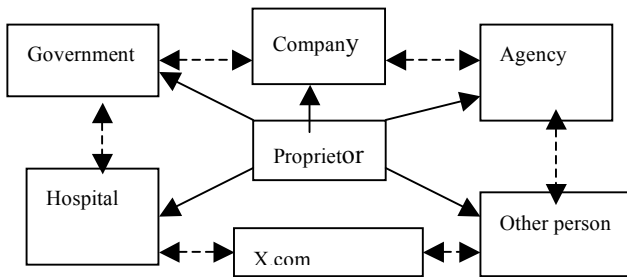 Government
Company
Agency
Proprietor
Hospital
Other person
X.com